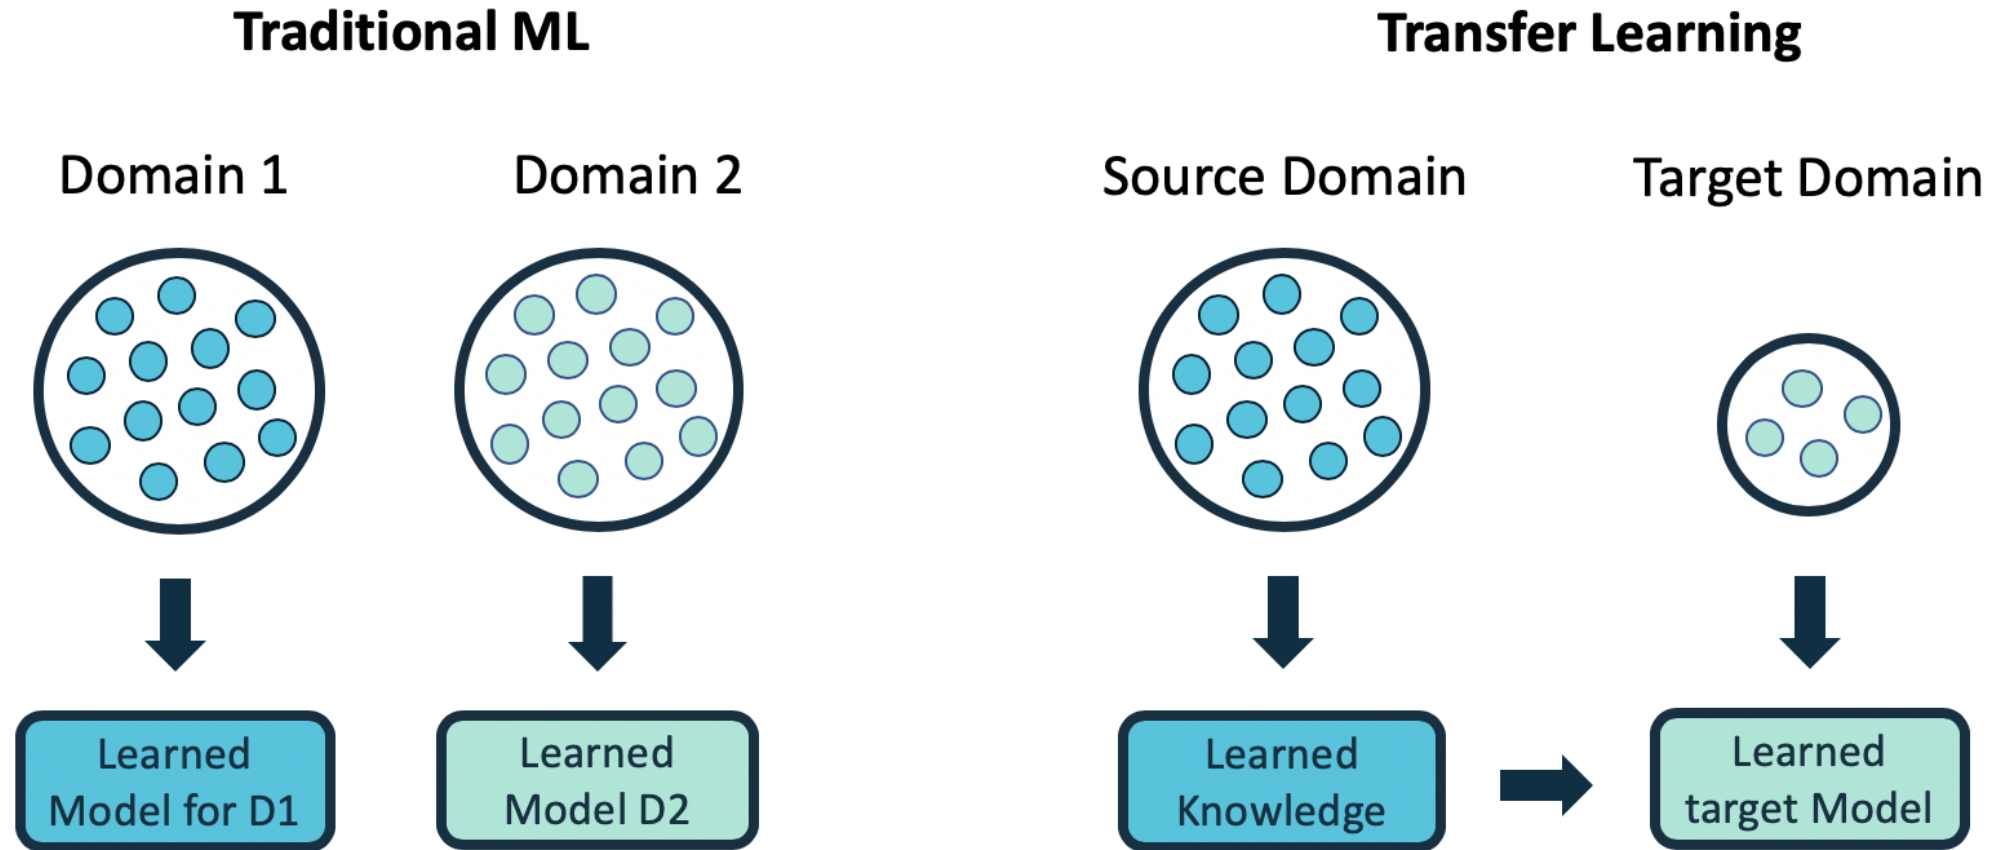 Traditional ML
Transfer Learning
Domain 1
Domain 2
Source Domain
Target Domain
Learned
Model for D1
Learned
Model D2
Learned
Knowledge
Learned
target Model